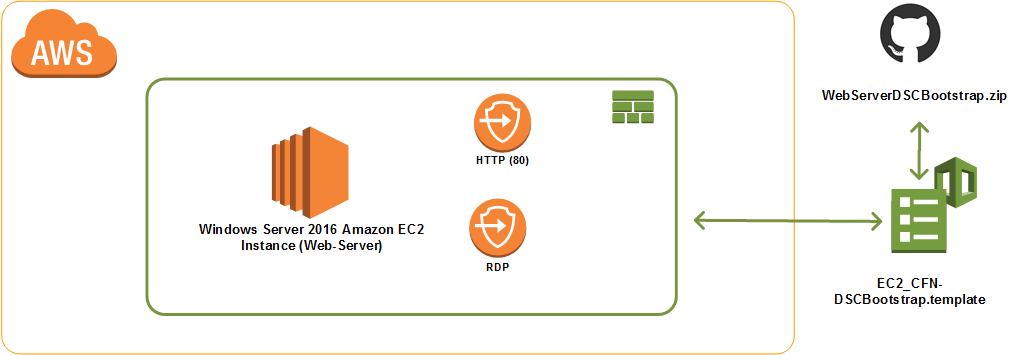 AWS
WebServerDSCBootstrap.zip
HTTP (80)
Windows Server 2016 Amazon EC2
Instance (Web-Server)
RDP
EC2_CFN-
DSCBootstrap.template